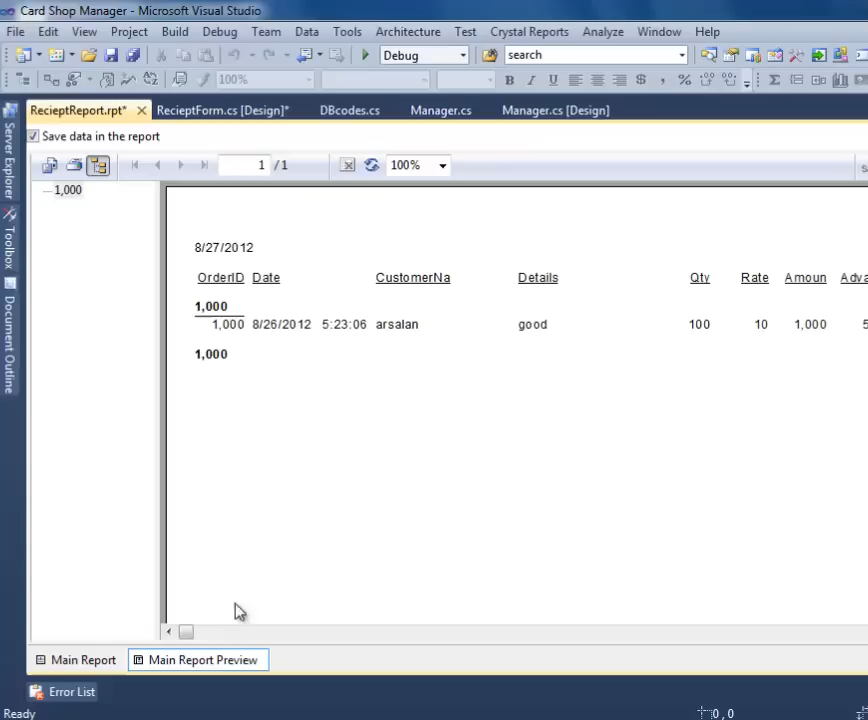 Card Shop Manager - Microsoft Visual Studio
File Edit View Project Build Debug Team Data Tools Architecture Test Crystal Reports Analyze Window Help
Debug search
100% B I U $ , %
RecieptReport.rpt* RecieptForm.cs [Design]* DBcodes.cs Manager.cs Manager.cs [Design]
Save data in the report
1 /1 100%
Server Explorer
Toolbox
Document Outline
1,000
8/27/2012
OrderID Date CustomerNa Details Qty Rate Amoun Adva
1,000
1,000 8/26/2012 5:23:06 arsalan good 100 10 1,000 5
1,000
Main Report Main Report Preview
Error List
Ready 0,0